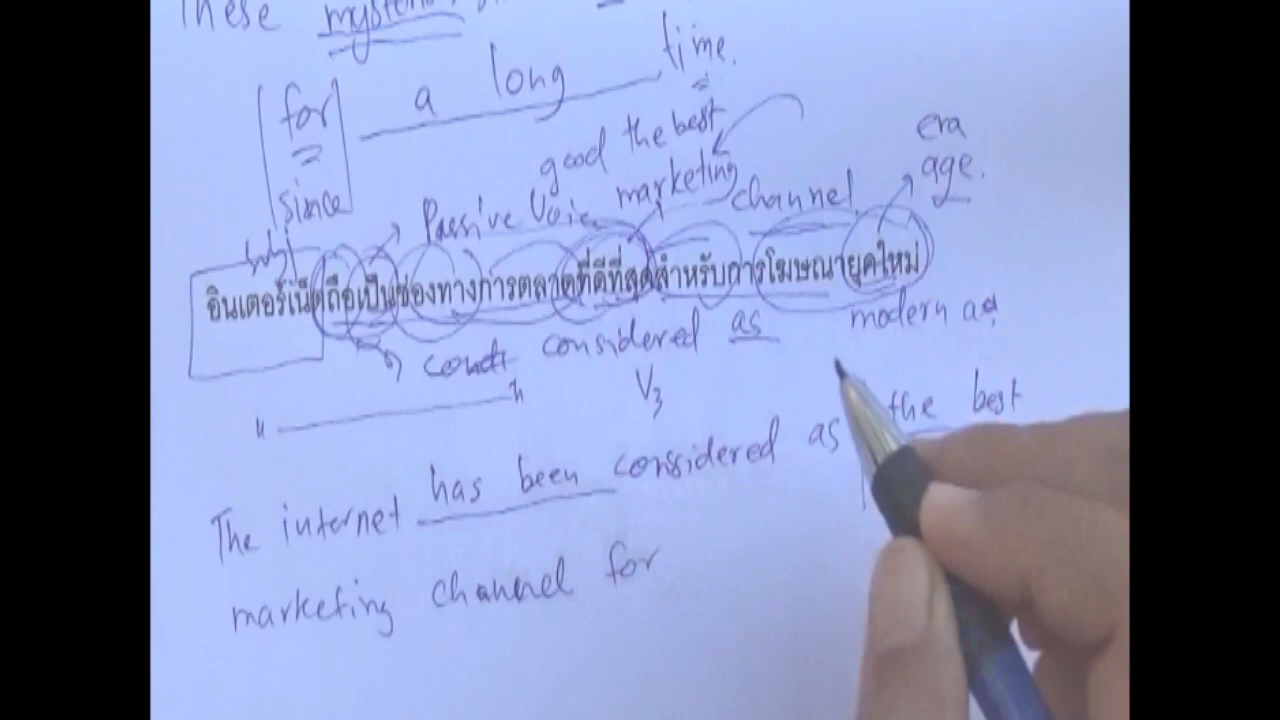 These
for a long time.
since
good the best
era
age.
Passive Voice marketing channel
subj
อินเตอร์เน็ตถือเป็นช่องทางการตลาดที่ดีที่สุดสำหรับการโฆษณายุคใหม่
considered as modern
" " V3
The internet has been considered as the best
marketing channel for